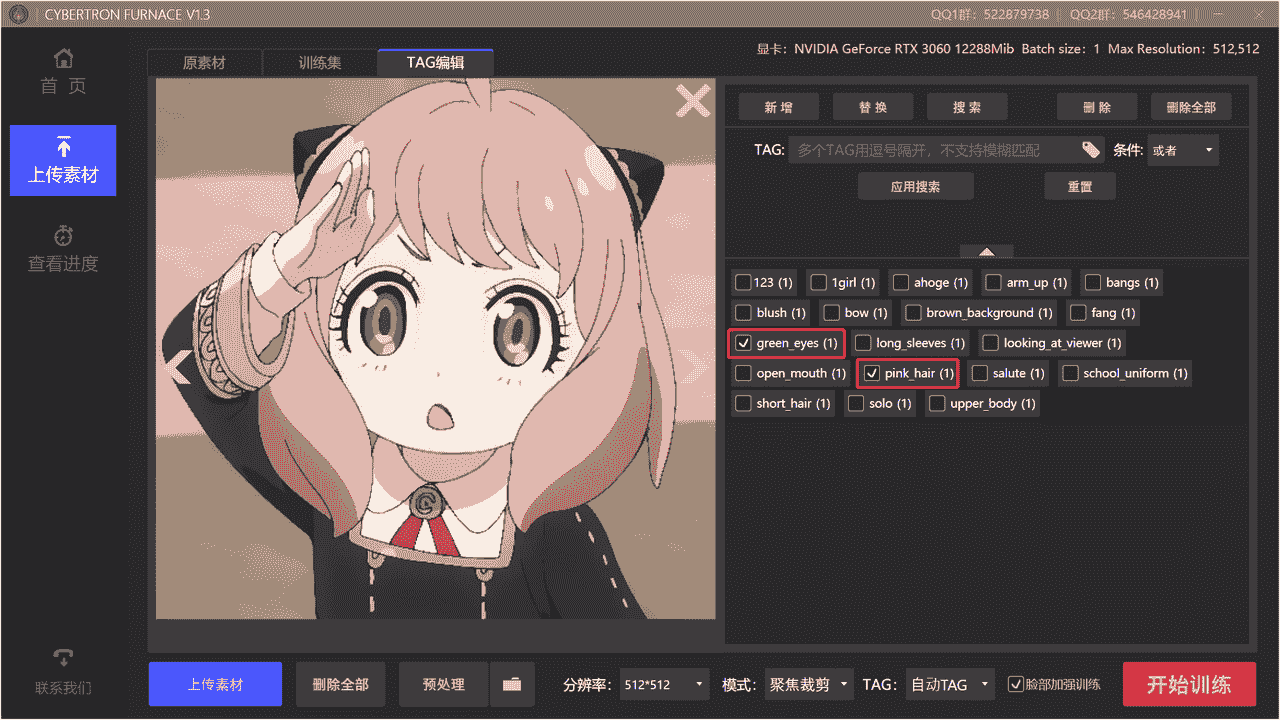 CYBERTRON FURNACE V1.3
QQ1群：522879738 | QQ2群：546428941
首 页
上传素材
查看进度
联系我们
原素材
训练集
TAG编辑
显卡：NVIDIA GeForce RTX 3060 12288Mib Batch size：1 Max Resolution：512,512
新 增 替 换 搜 索 删 除 删除全部
TAG: 多个TAG用逗号隔开，不支持模糊匹配 条件: 或者
应用搜索 重置
123 (1) 1girl (1) ahoge (1) arm_up (1) bangs (1)
blush (1) bow (1) brown_background (1) fang (1)
green_eyes (1) long_sleeves (1) looking_at_viewer (1)
open_mouth (1) pink_hair (1) salute (1) school_uniform (1)
short_hair (1) solo (1) upper_body (1)
上传素材 删除全部 预处理 分辨率: 512*512 模式: 聚焦裁剪 TAG: 自动TAG 脸部加强训练 开始训练